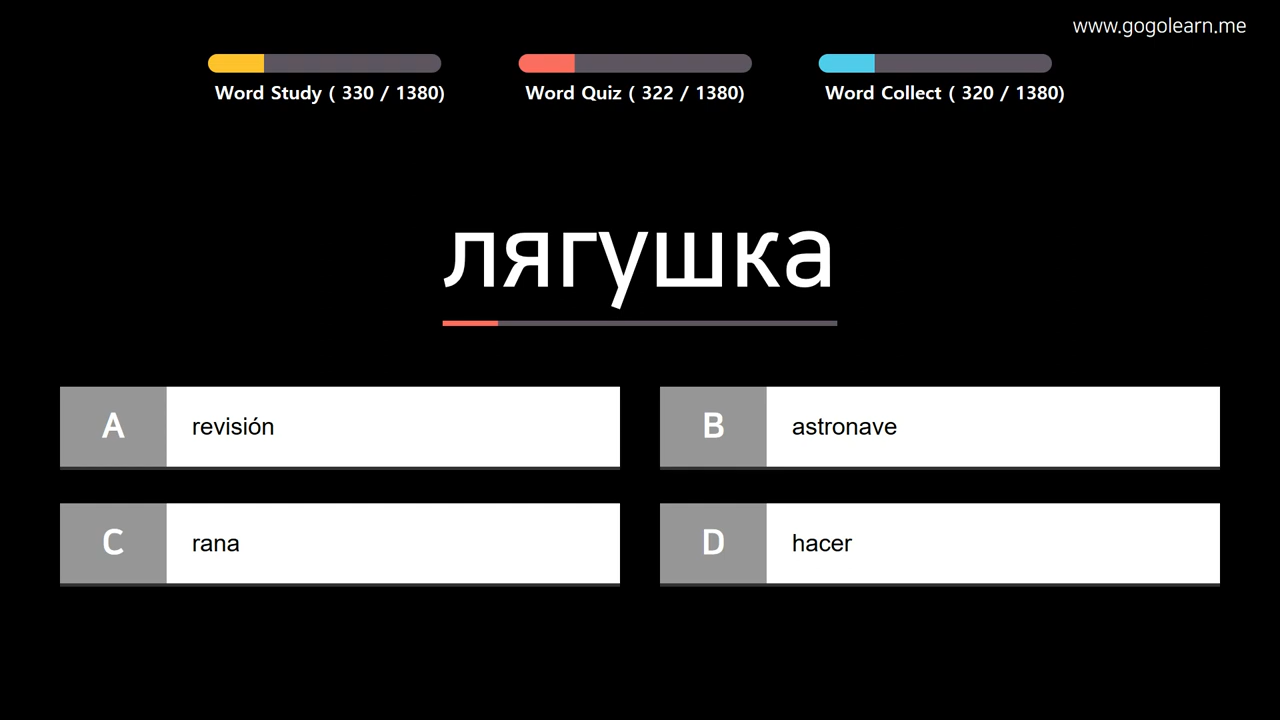 www.gogolearn.me
Word Study ( 330 / 1380)
Word Quiz ( 322 / 1380)
Word Collect ( 320 / 1380)
лягушка
A revisión
B astronave
C rana
D hacer